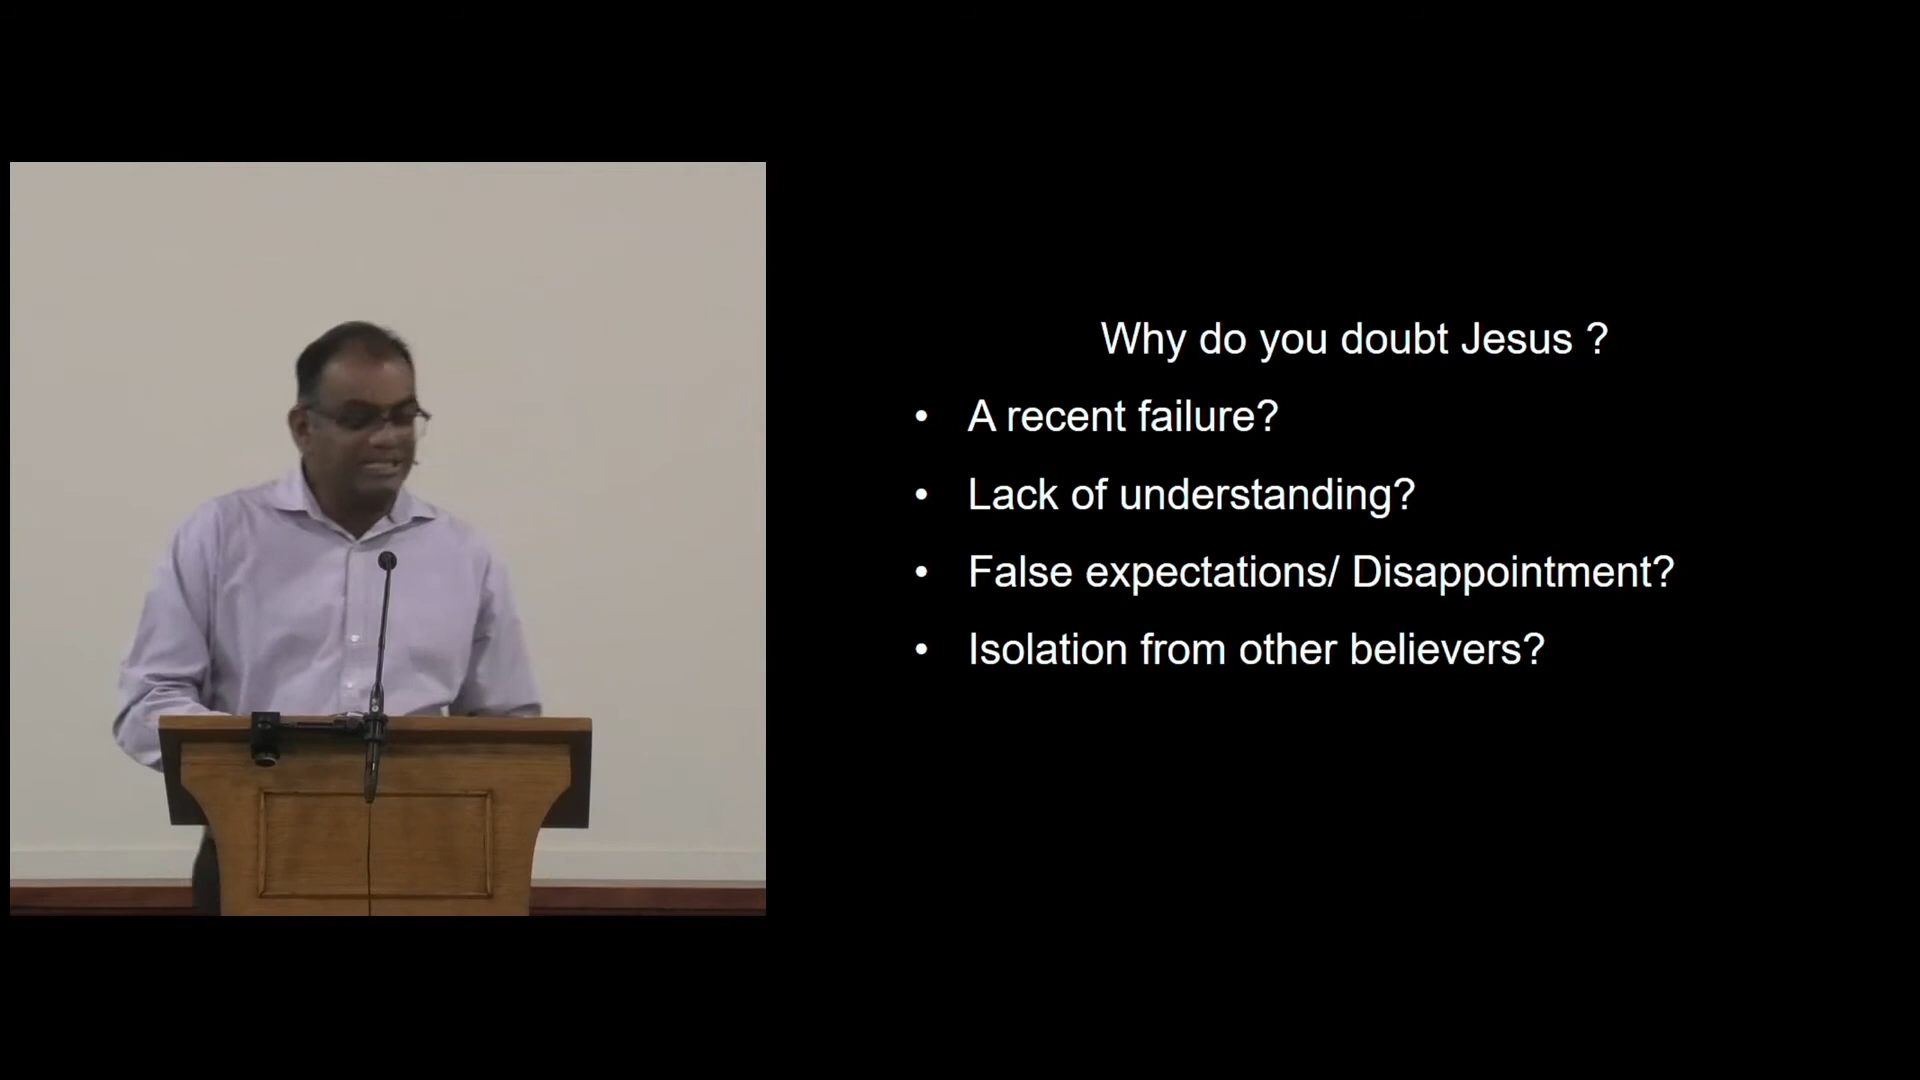 Why do you doubt Jesus ?
• A recent failure?
• Lack of understanding?
• False expectations/ Disappointment?
• Isolation from other believers?